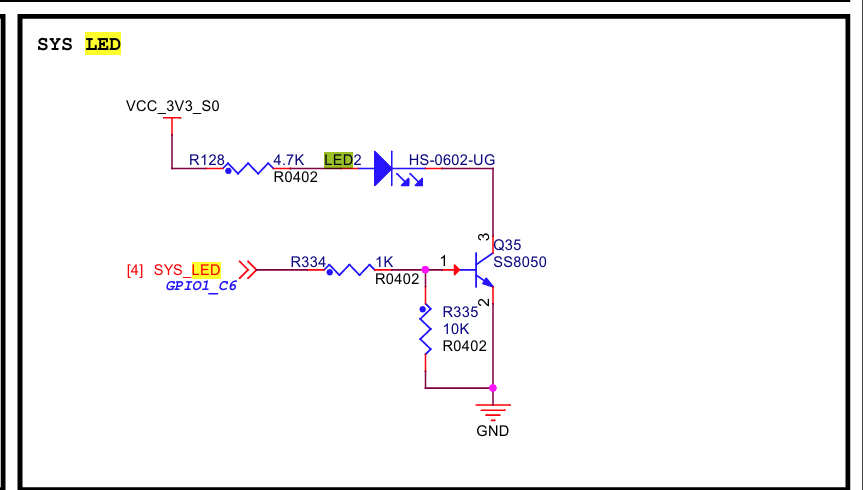 SYS LED
VCC_3V3_S0
R128 4.7K LED2 HS-0602-UG
R0402
3
Q35
SS8050
[4] SYS_LED R334 1K 1
GPIO1_C6 R0402
2
R335
10K
R0402
GND